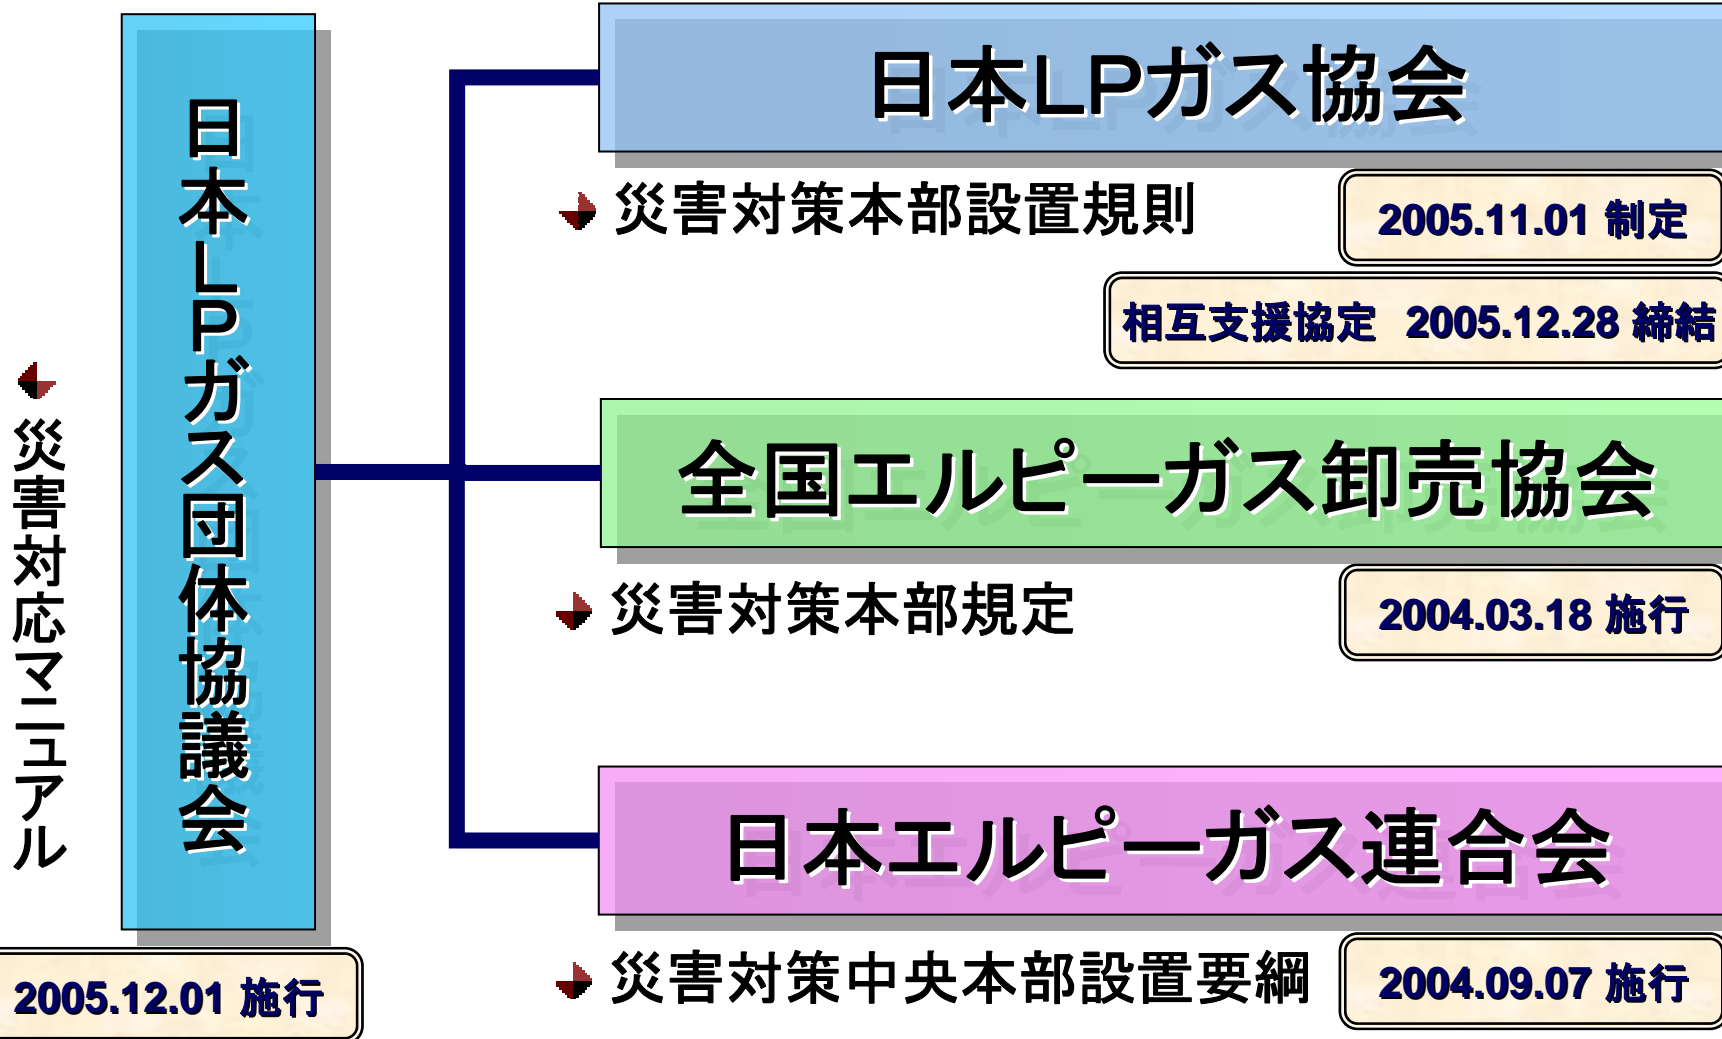 日本LPガス団体協議会
災害対応マニュアル
2005.12.01 施行
日本LPガス協会
災害対策本部設置規則
2005.11.01 制定
相互支援協定 2005.12.28 締結
全国エルピーガス卸売協会
災害対策本部規定
2004.03.18 施行
日本エルピーガス連合会
災害対策中央本部設置要綱
2004.09.07 施行